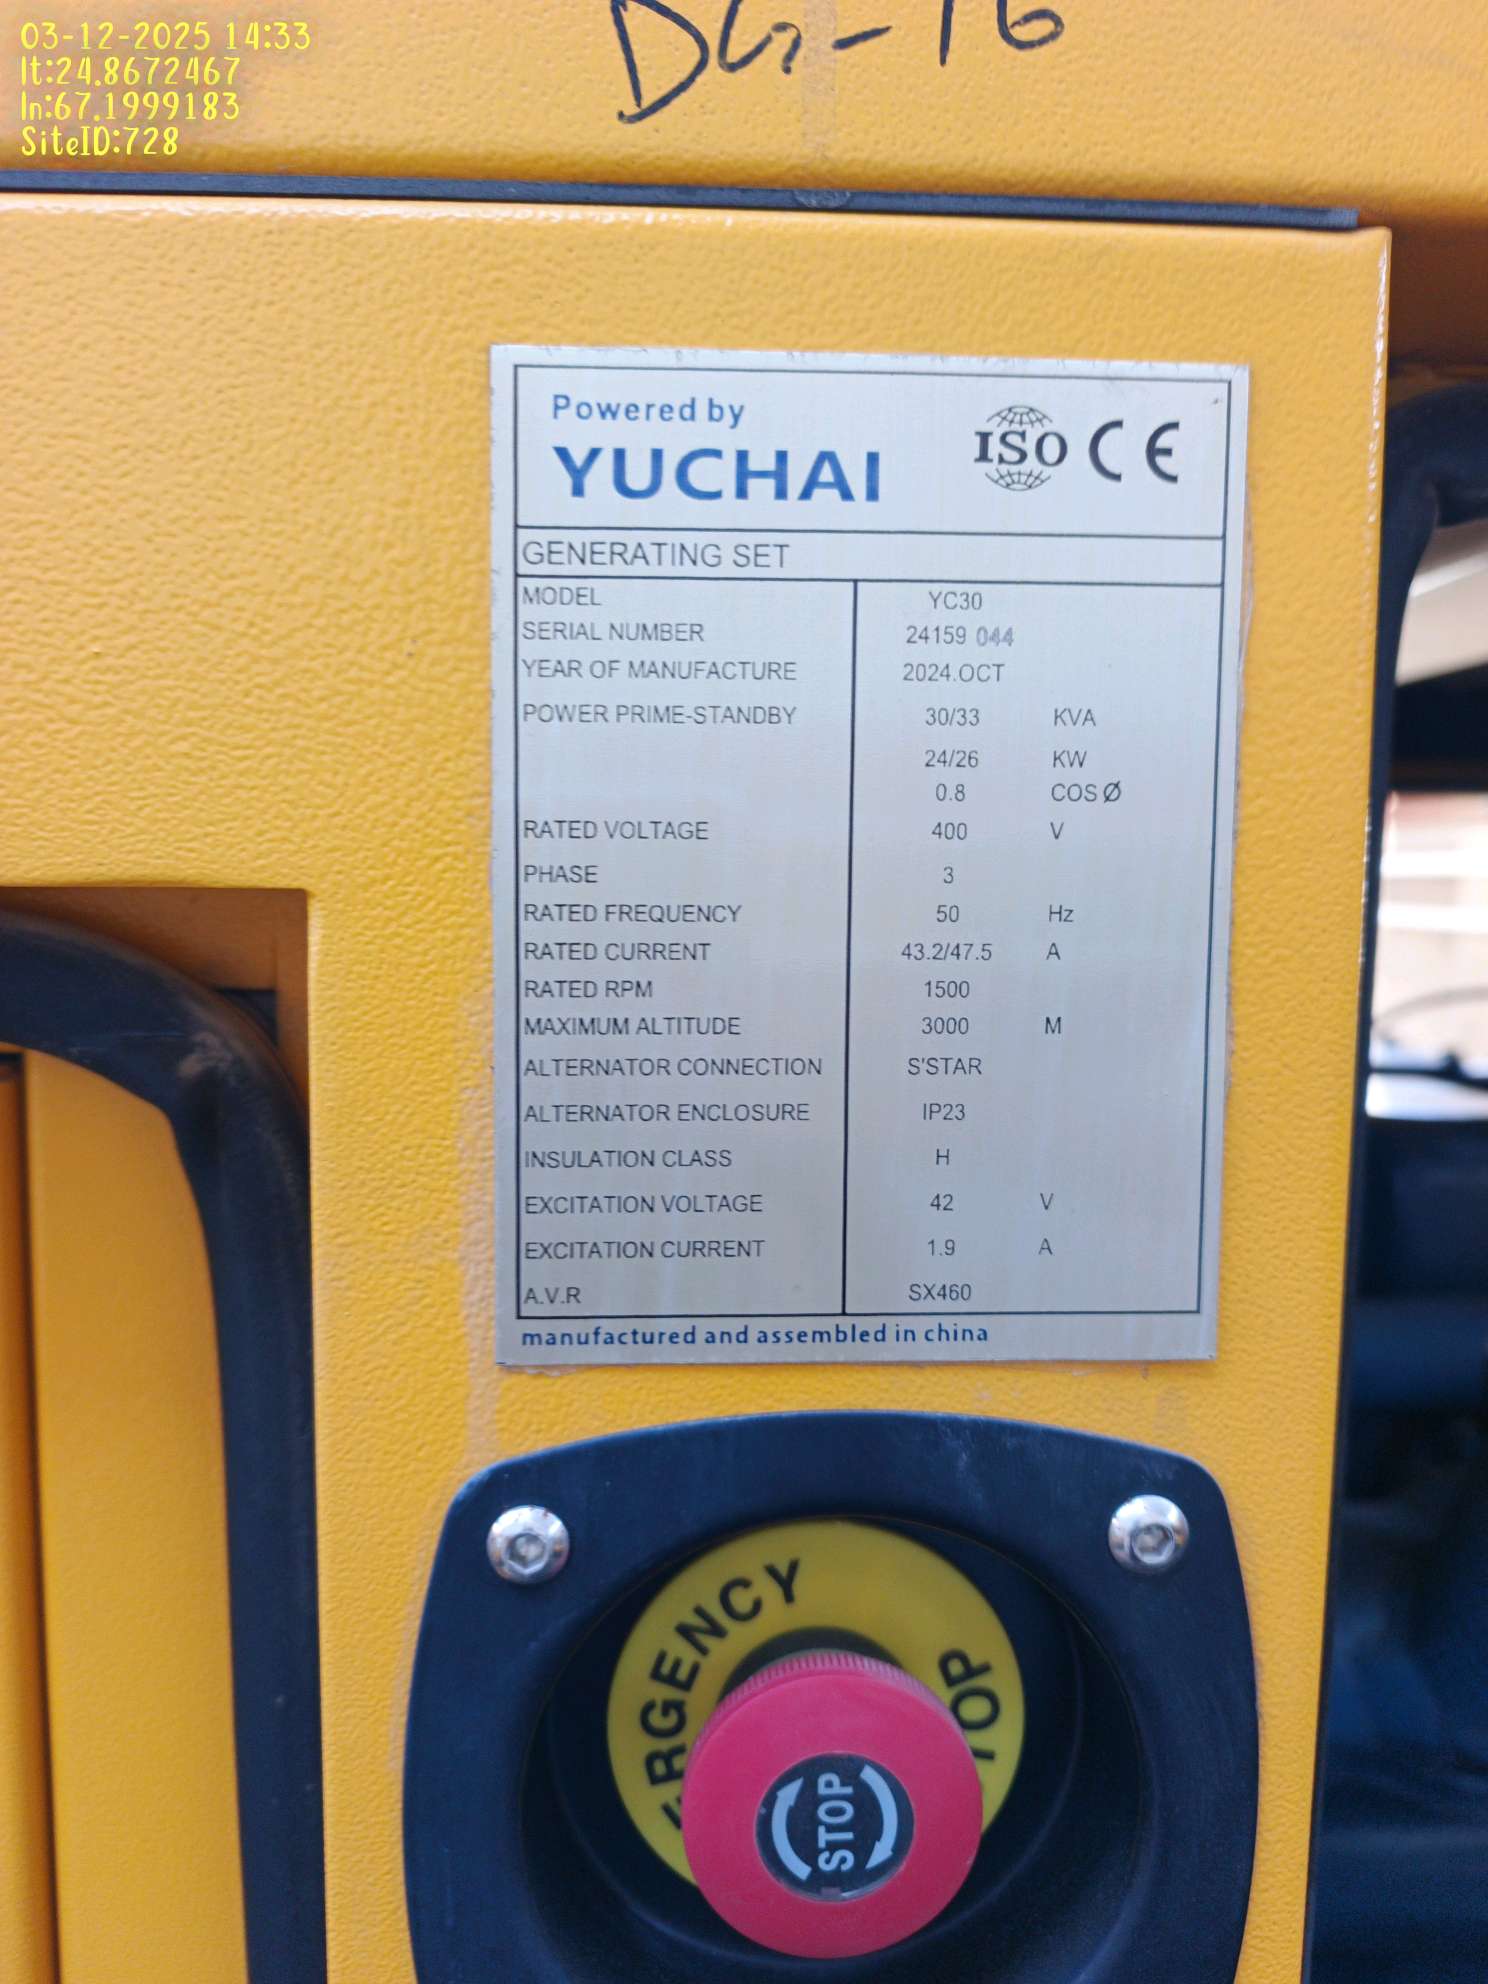 03-12-2025 14:33
lt:24.8672467
ln:67.1999183
SiteID:728
DG-16
Powered by
YUCHAI
ISO CE
GENERATING SET
MODEL YC30
SERIAL NUMBER 24159 044
YEAR OF MANUFACTURE 2024.OCT
POWER PRIME-STANDBY 30/33 KVA
24/26 KW
0.8 COS Ø
RATED VOLTAGE 400 V
PHASE 3
RATED FREQUENCY 50 Hz
RATED CURRENT 43.2/47.5 A
RATED RPM 1500
MAXIMUM ALTITUDE 3000 M
ALTERNATOR CONNECTION S'STAR
ALTERNATOR ENCLOSURE IP23
INSULATION CLASS H
EXCITATION VOLTAGE 42 V
EXCITATION CURRENT 1.9 A
A.V.R SX460
manufactured and assembled in china
ERGENCY
TOP
STOP